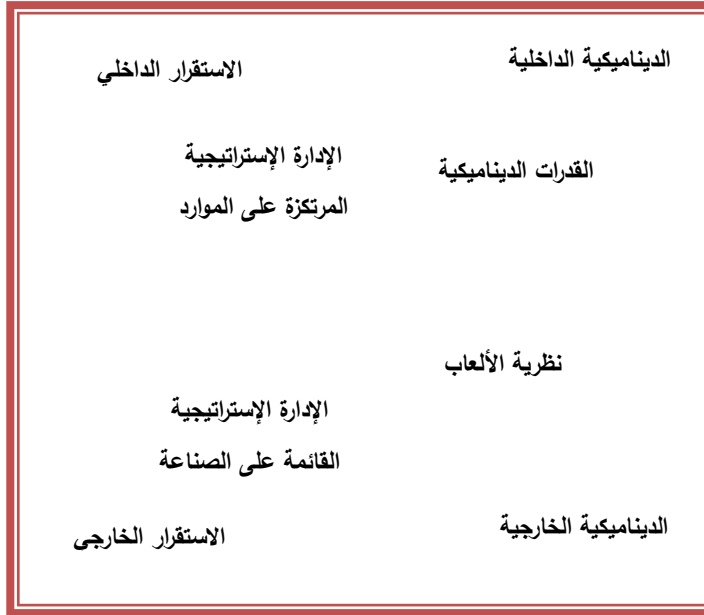 الديناميكية الداخلية
الاستقرار الداخلي
القدرات الديناميكية
الإدارة الإستراتيجية
المرتكزة على الموارد
نظرية الألعاب
الإدارة الإستراتيجية
القائمة على الصناعة
الديناميكية الخارجية
الاستقرار الخارجى